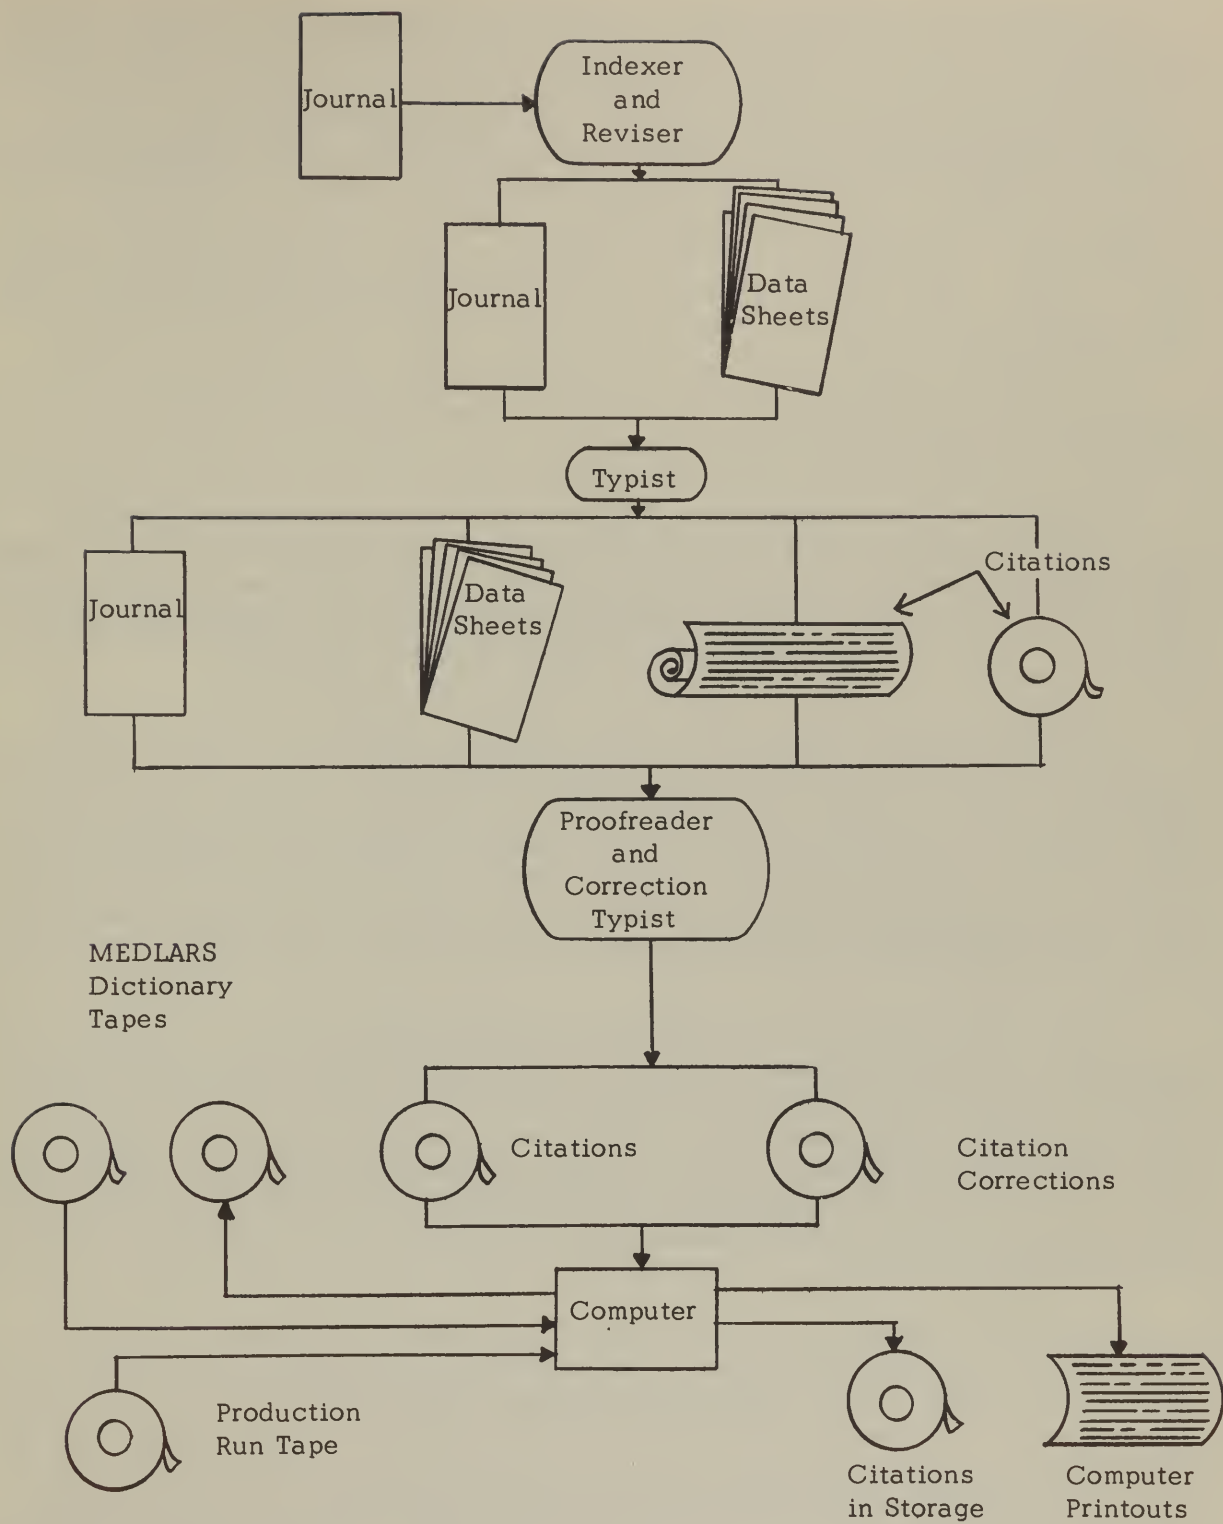 Journal
Indexer
and
Reviser
Journal
Data
Sheets
Typist
Journal
Data
Sheets
Citations
Proofreader
and
Correction
Typist
MEDLARS
Dictionary
Tapes
Citations
Citation
Corrections
Computer
Production
Run Tape
Citations
in Storage
Computer
Printouts